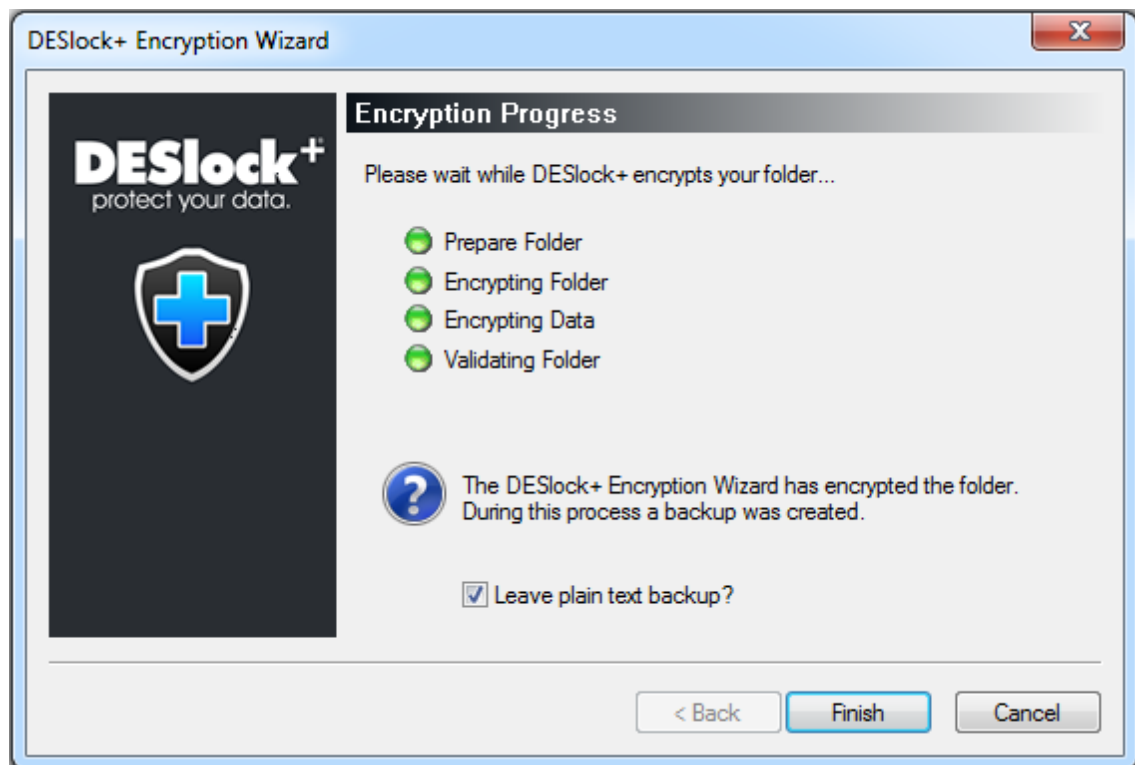 DESlock+ Encryption Wizard
DESlock+
protect your data.
Encryption Progress
Please wait while DESlock+ encrypts your folder...
Prepare Folder
Encrypting Folder
Encrypting Data
Validating Folder
The DESlock+ Encryption Wizard has encrypted the folder.
During this process a backup was created.
Leave plain text backup?
< Back
Finish
Cancel